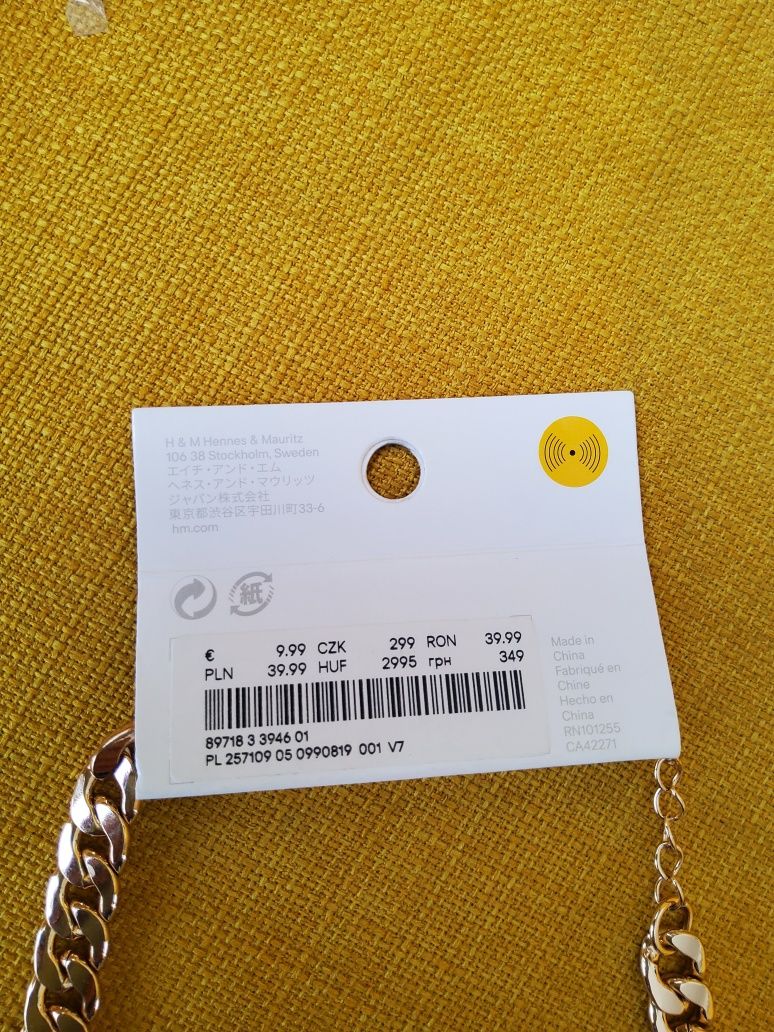 H & M Hennes & Mauritz
106 38 Stockholm, Sweden
エイチ・アンド・エム
ヘネス・アンド・マウリッツ
ジャパン株式会社
東京都渋谷区宇田川町33-6
hm.com
紙
€ 9.99 CZK 299 RON 39.99
PLN 39.99 HUF 2995 грн 349
89718 3 3946 01
PL 257109 05 0990819 001 V7
Made in
China
Fabriqué en
Chine
Hecho en
China
RN101255
CA42271